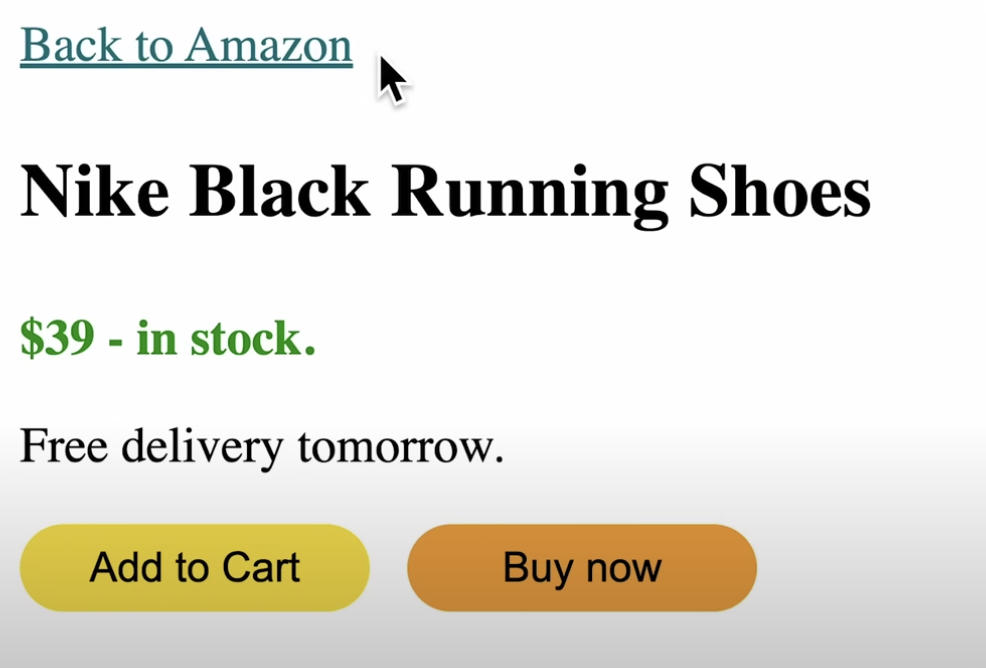 Back to Amazon
Nike Black Running Shoes
$39 - in stock.
Free delivery tomorrow.
Add to Cart Buy now